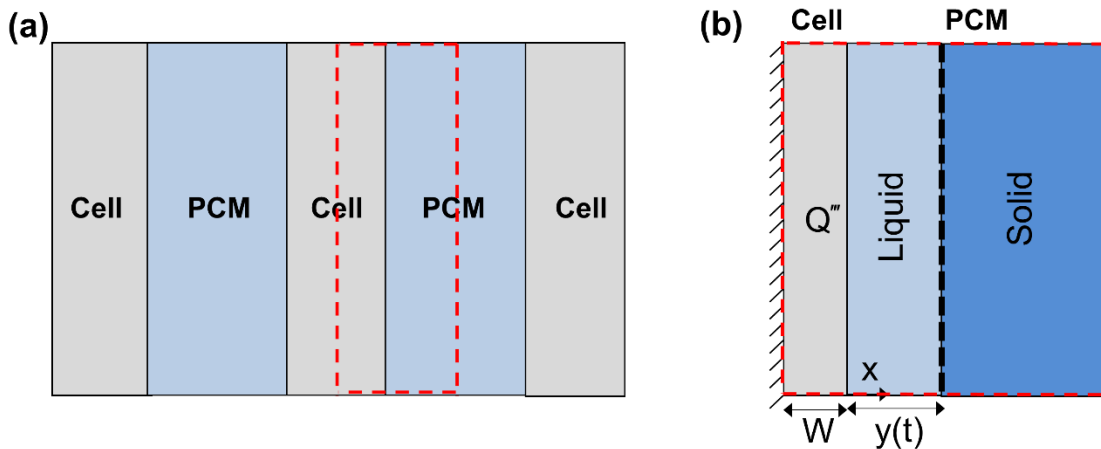 (a)
Cell
PCM
Cell
PCM
Cell
(b)
Cell
PCM
Q‴
Liquid
Solid
x
W
y(t)